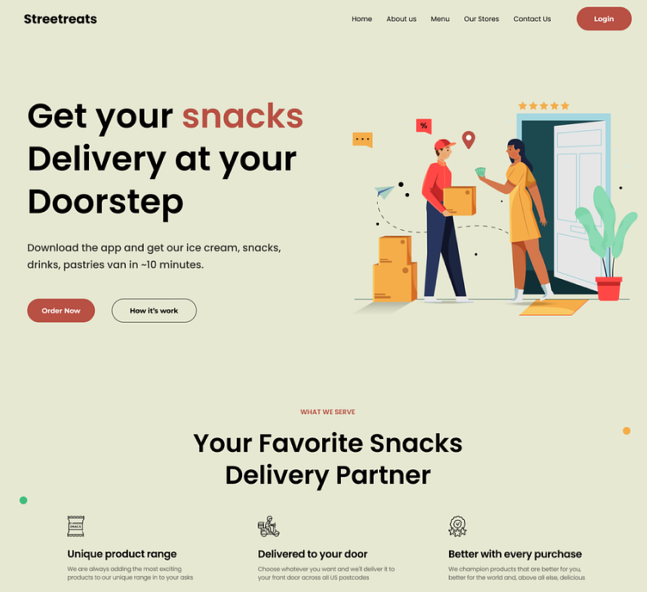 Streetreats
Home About us Menu Our Stores Contact Us Login
Get your snacks
Delivery at your
Doorstep
%
Download the app and get our ice cream, snacks,
drinks, pastries van in ~10 minutes.
Order Now How it's work
WHAT WE SERVE
Your Favorite Snacks
Delivery Partner
Unique product range
We are always adding the most exciting
products to our unique range in to your asks
Delivered to your door
Choose whatever you want and we'll deliver it to
your front door across all US postcodes
Better with every purchase
We champion products that are better for you,
better for the world and, above all else, delicious